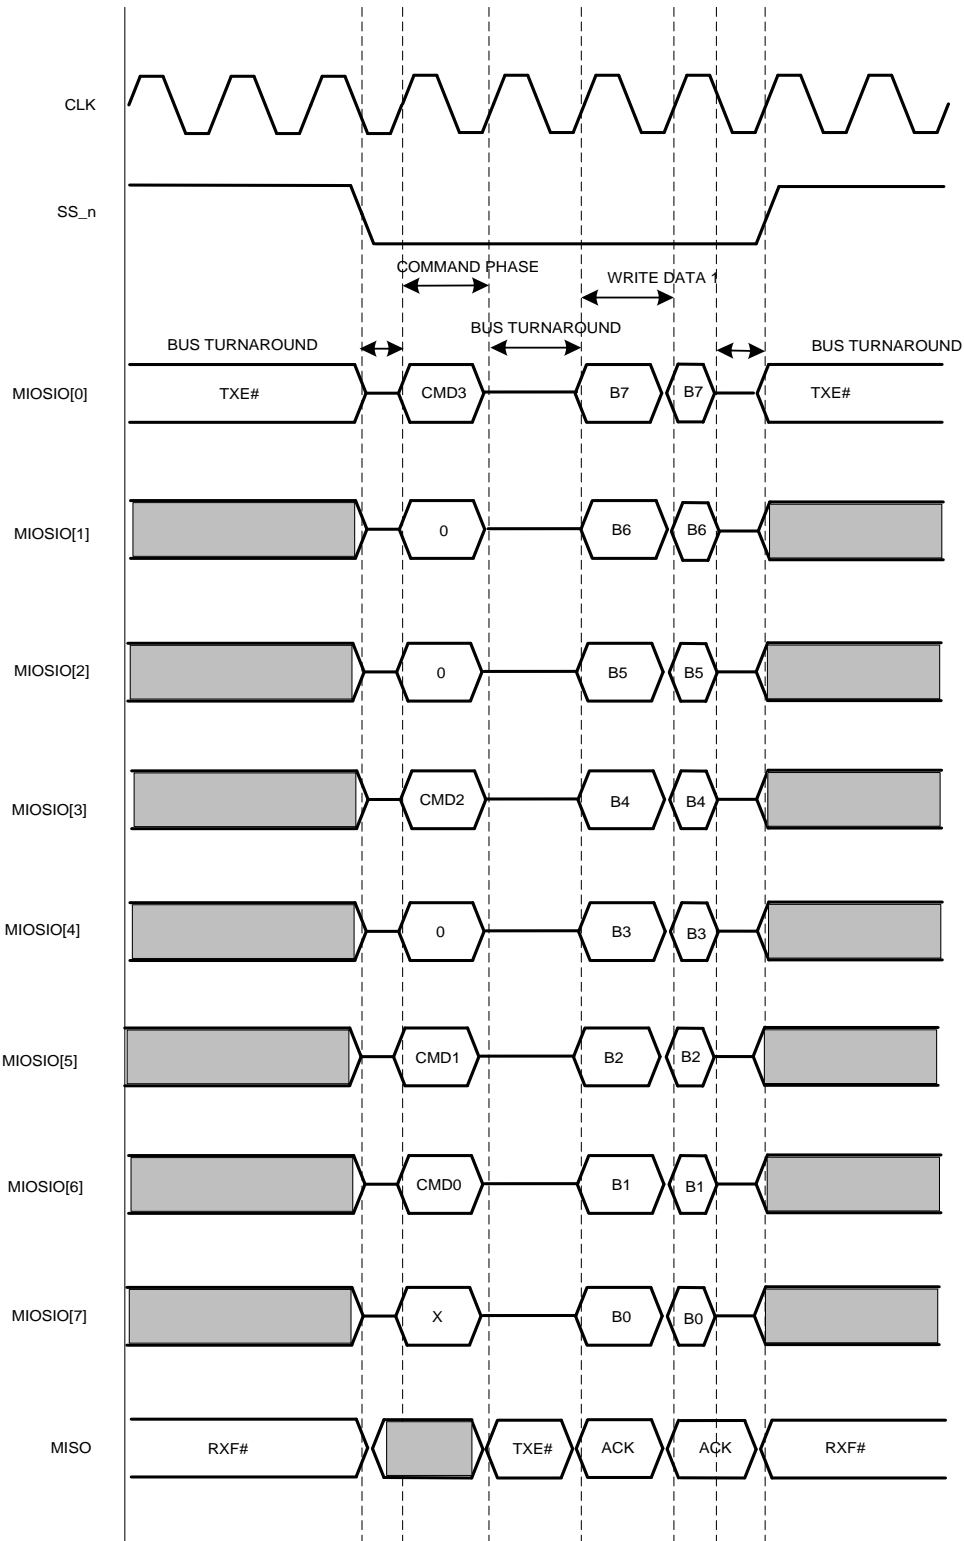 CLK
SS_n
COMMAND PHASE
WRITE DATA 1
BUS TURNAROUND
BUS TURNAROUND
BUS TURNAROUND
MIOSIO[0] TXE# CMD3 B7 B7 TXE#
MIOSIO[1] 0 B6 B6
MIOSIO[2] 0 B5 B5
MIOSIO[3] CMD2 B4 B4
MIOSIO[4] 0 B3 B3
MIOSIO[5] CMD1 B2 B2
MIOSIO[6] CMD0 B1 B1
MIOSIO[7] X B0 B0
MISO RXF# TXE# ACK ACK RXF#